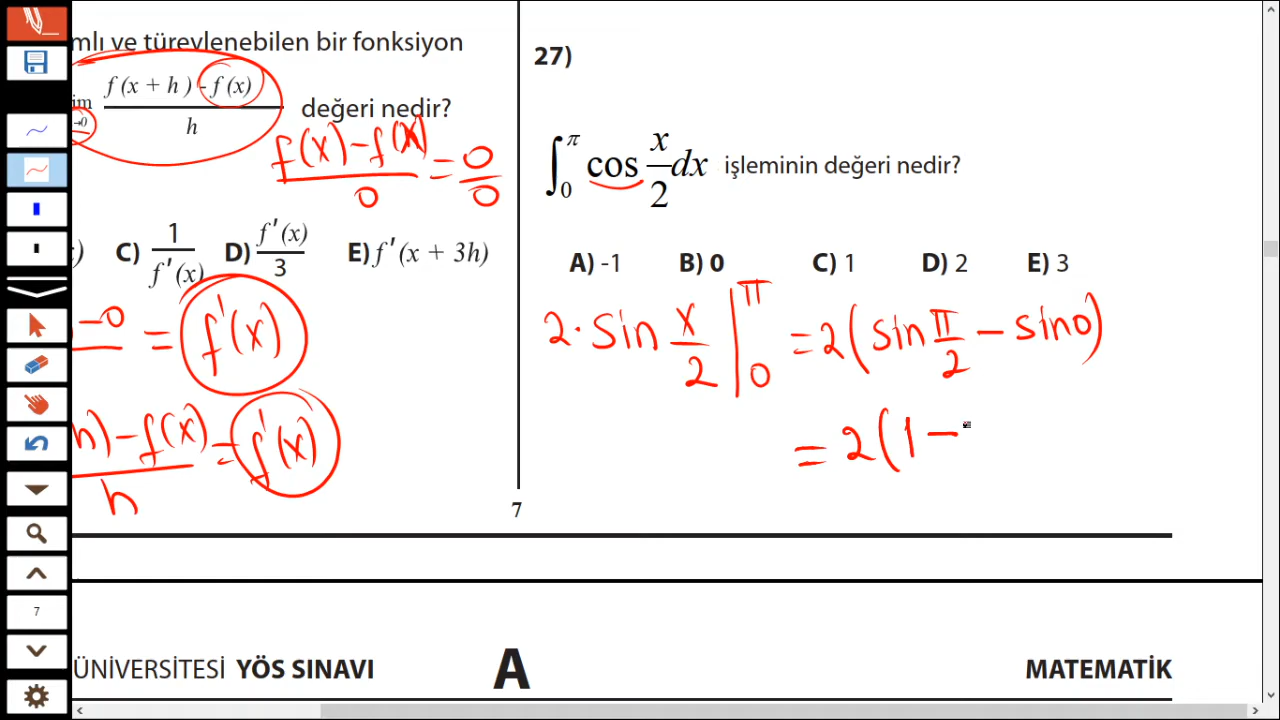 mlı ve türevlenebilen bir fonksiyon
im →0 f (x + h ) - f (x) / h değeri nedir?
f(x) - f(x) / 0 = 0/0
C) 1 / f'(x) D) f'(x) / 3 E) f'(x + 3h)
-0 = f'(x)
h) - f(x) / h = f'(x)
27)
∫₀^π cos x/2 dx işleminin değeri nedir?
A) -1 B) 0 C) 1 D) 2 E) 3
2. sin x/2 |₀^π = 2(sin π/2 - sin0)
= 2(1 -
7
7
ÜNİVERSİTESİ YÖS SINAVI A MATEMATİK